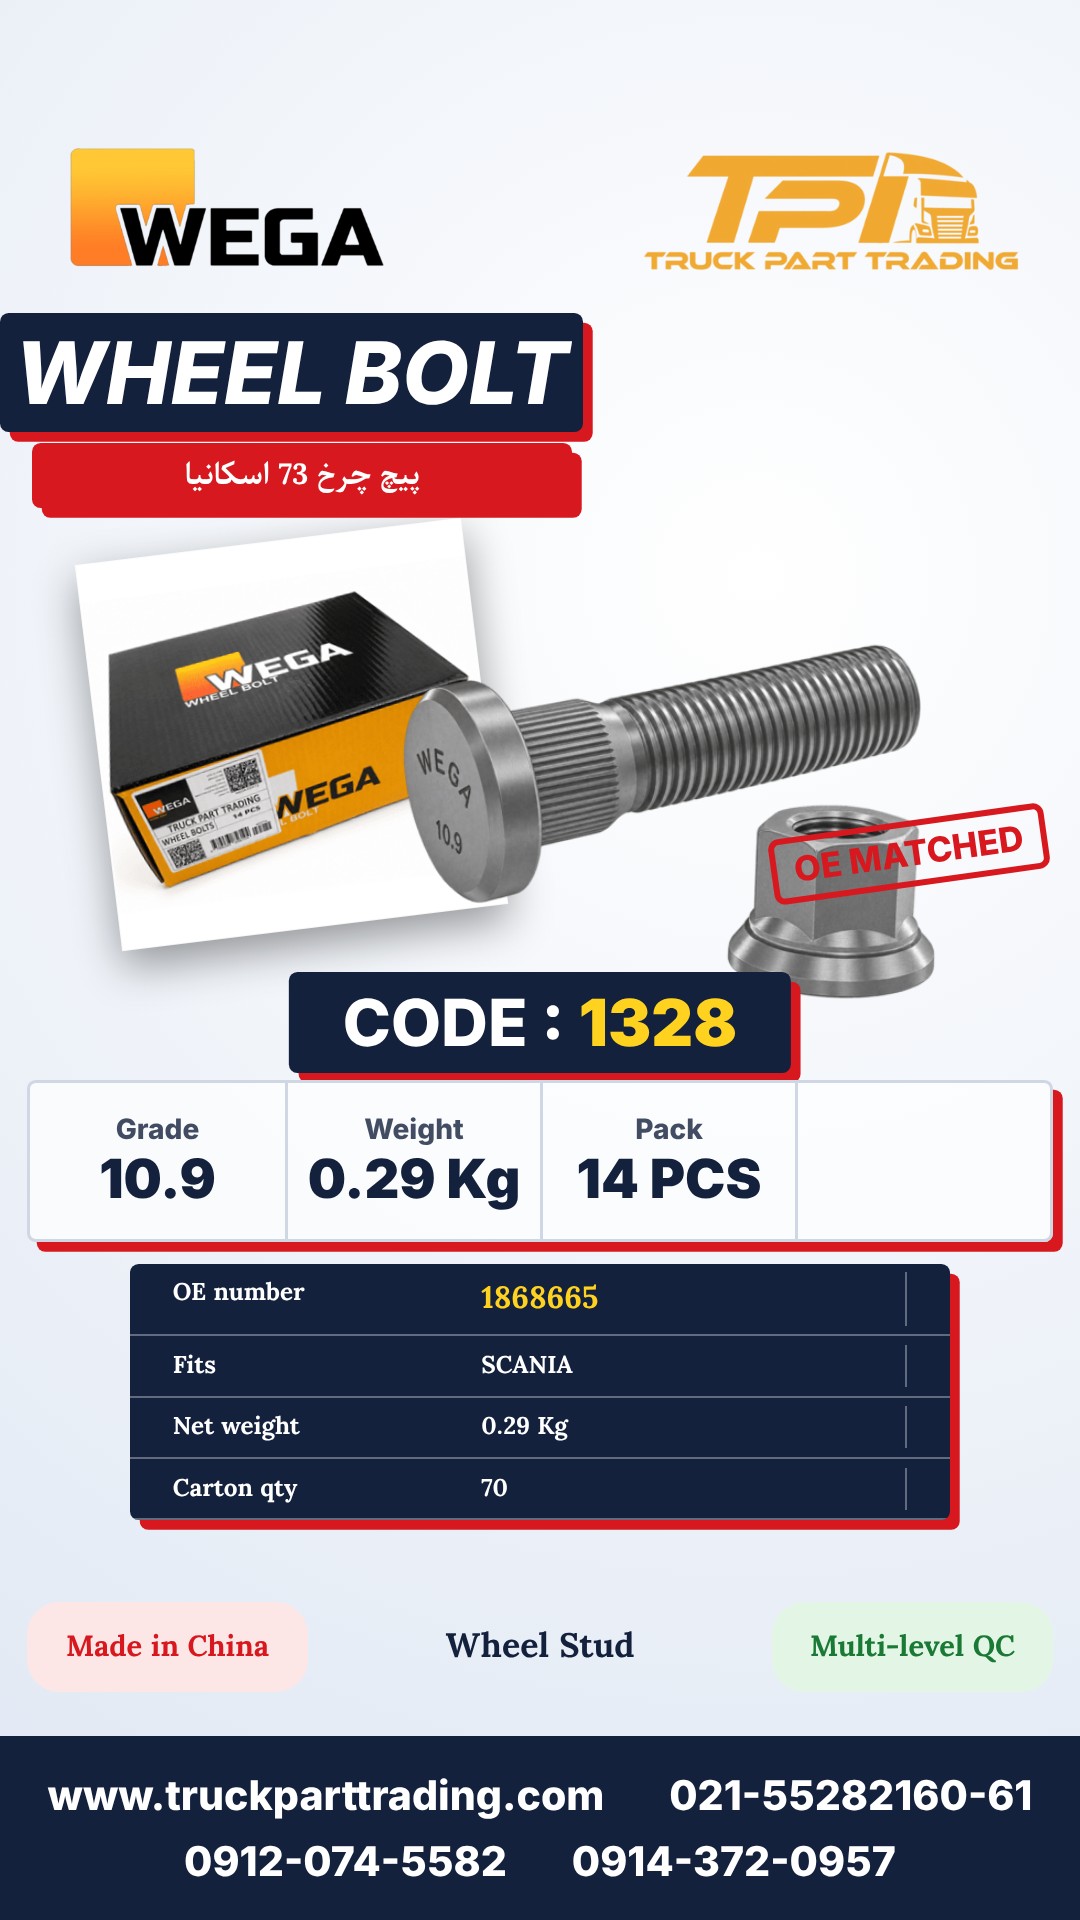 WEGA
TPI
TRUCK PART TRADING
WHEEL BOLT
پیچ چرخ 73 اسکانیا
WEGA
WHEEL BOLT
WEGA
TRUCK PART TRADING
WHEEL BOLTS
14 PCS
WEGA
WEGA
10.9
OE MATCHED
CODE : 1328
Grade
10.9
Weight
0.29 Kg
Pack
14 PCS
OE number 1868665
Fits SCANIA
Net weight 0.29 Kg
Carton qty 70
Made in China
Wheel Stud
Multi-level QC
www.truckparttrading.com 021-55282160-61
0912-074-5582 0914-372-0957